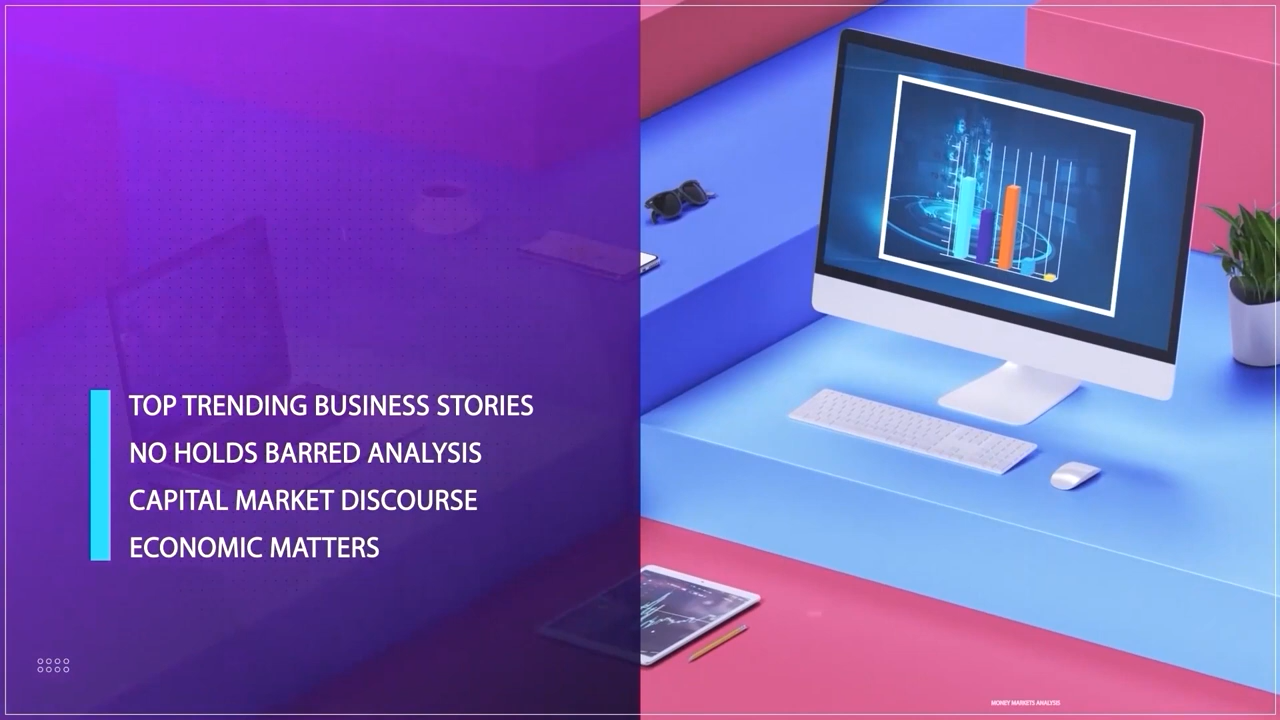 TOP TRENDING BUSINESS STORIES
NO HOLDS BARRED ANALYSIS
CAPITAL MARKET DISCOURSE
ECONOMIC MATTERS
MONEY MARKETS ANALYSIS